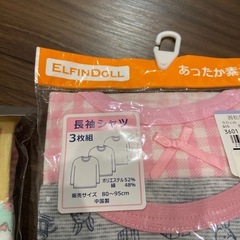 ELFINDOLL
あったか素
長袖シャツ
3枚組
ポリエステル52%
綿 48%
販売サイズ 80〜95cm
中国製
3601